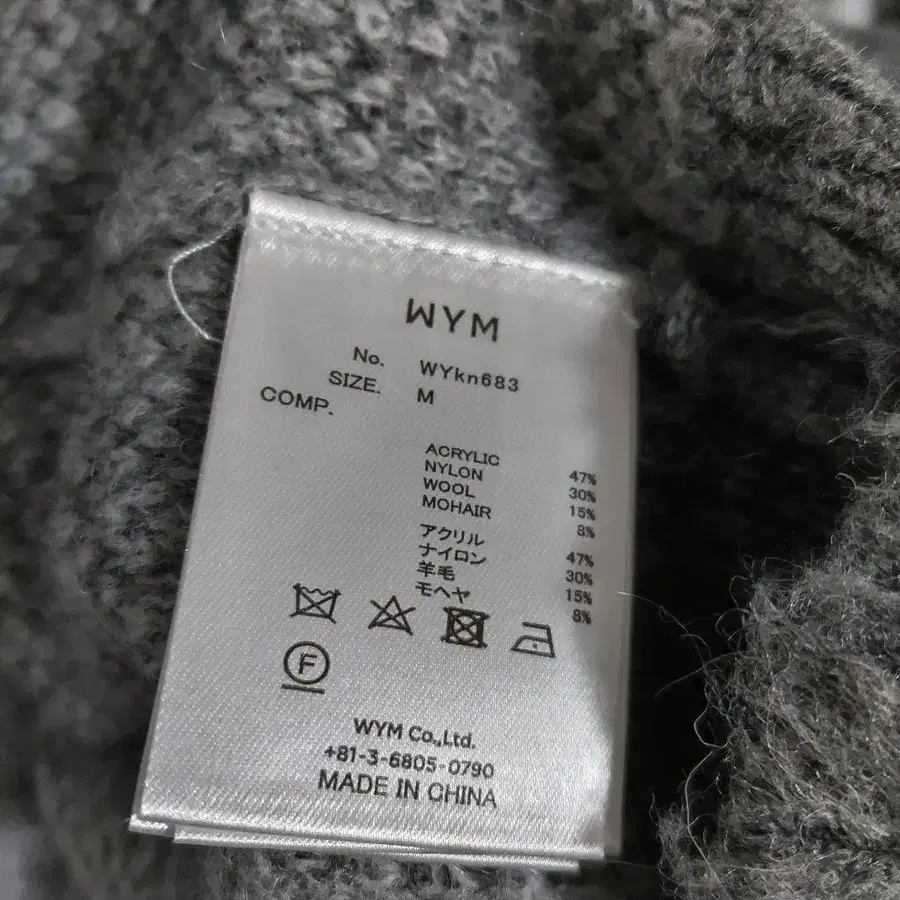 WYM
No. WYkn683
SIZE. M
COMP.
ACRYLIC 47%
NYLON 30%
WOOL 15%
MOHAIR 8%
アクリル 47%
ナイロン 30%
羊毛 15%
モヘヤ 8%
F
WYM Co.,Ltd.
+81-3-6805-0790
MADE IN CHINA